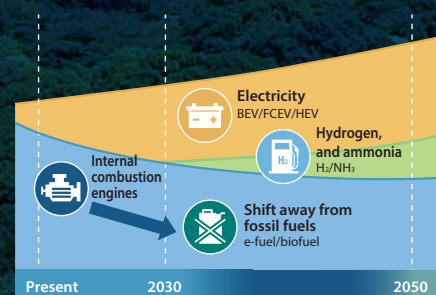 Electricity
BEV/FCEV/HEV
Hydrogen,
and ammonia
H₂/NH₃
H₂
Internal
combustion
engines
Shift away from
fossil fuels
e-fuel/biofuel
Present
2030
2050